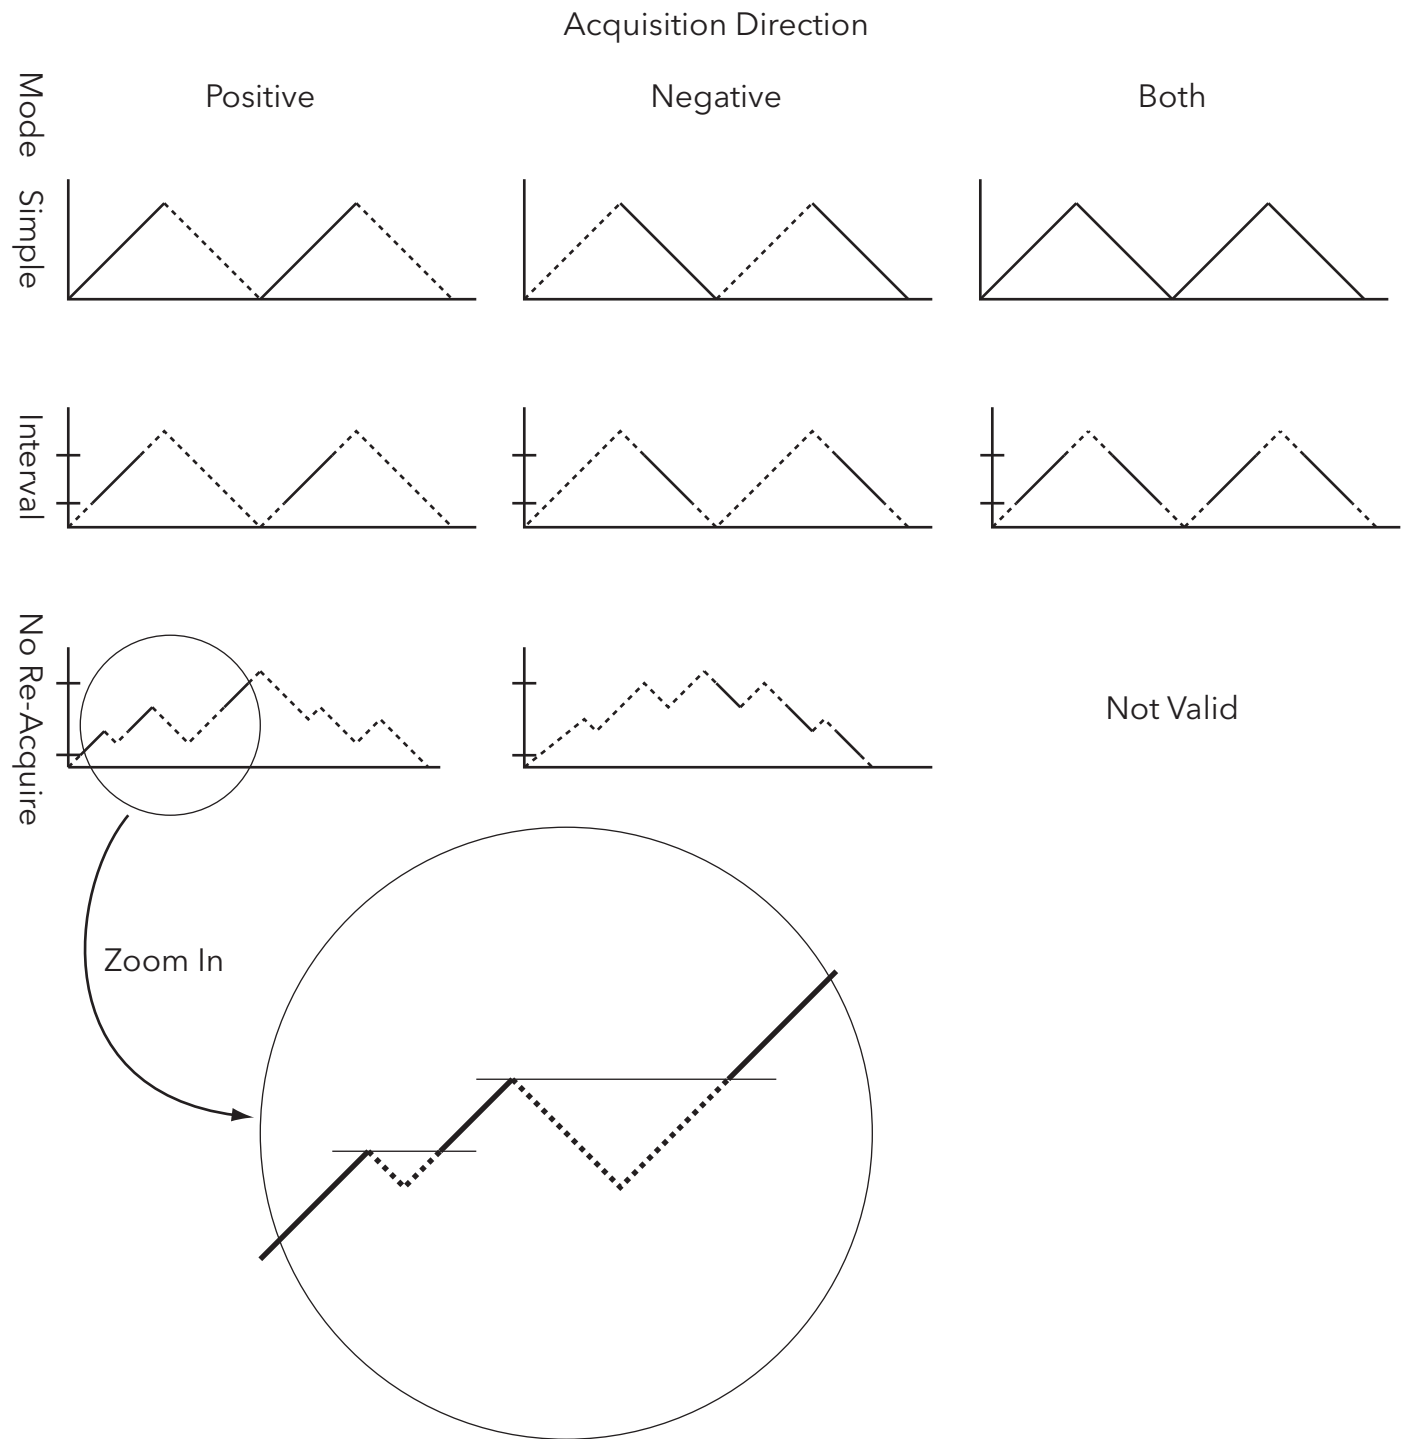 Acquisition Direction
Mode
Positive
Negative
Both
Simple
Interval
No Re-Acquire
Not Valid
Zoom In